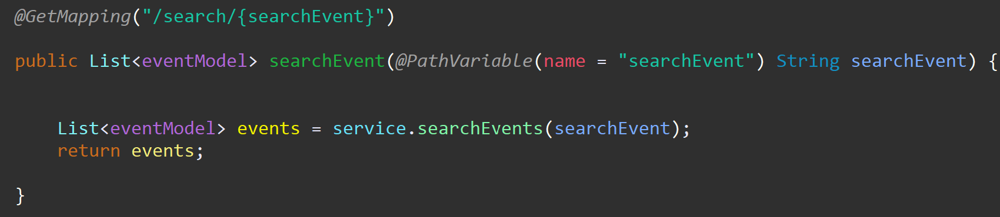 @GetMapping("/search/{searchEvent}")
public List<eventModel> searchEvent(@PathVariable(name = "searchEvent") String searchEvent) {
List<eventModel> events = service.searchEvents(searchEvent);
return events;
}